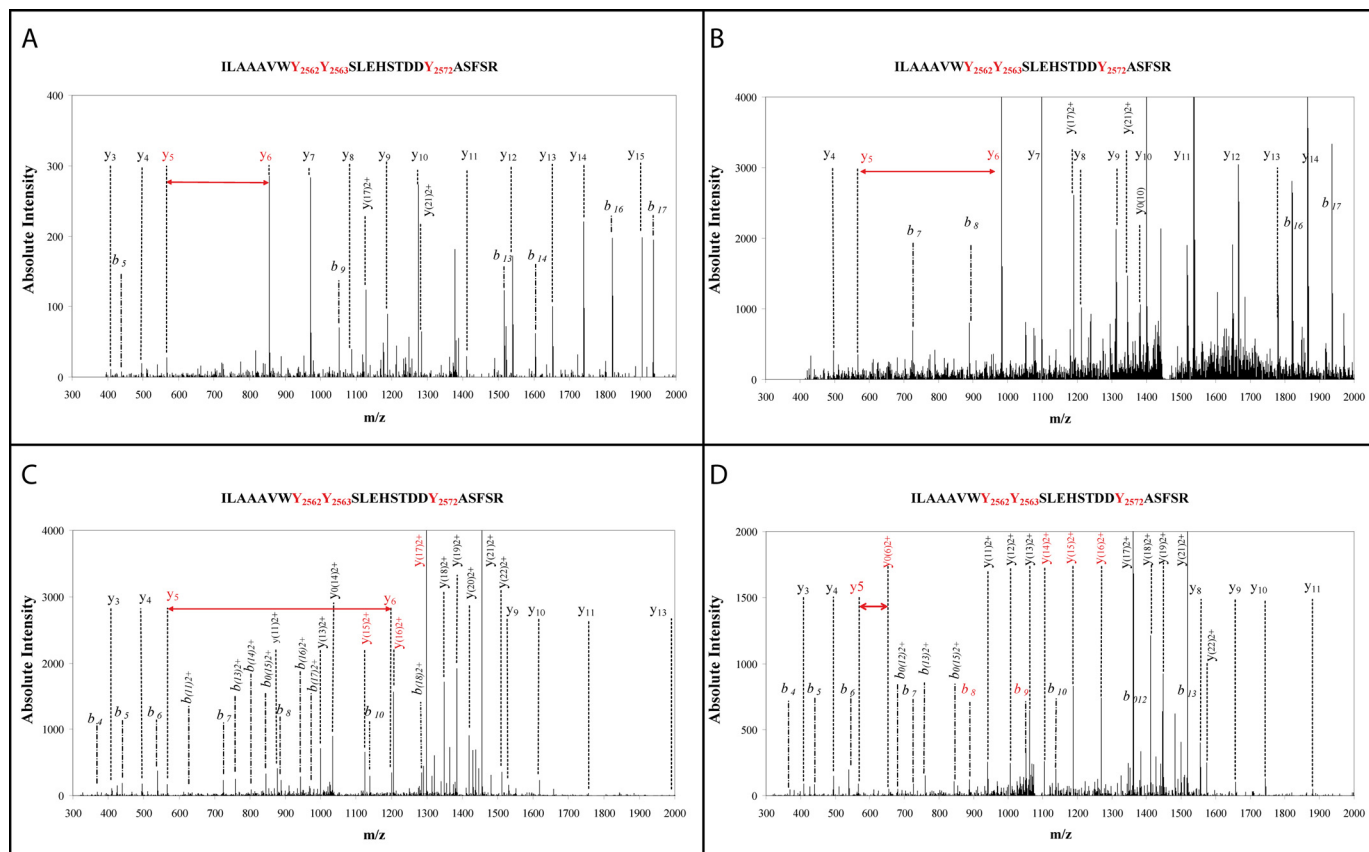 A
ILAAAVWY2562Y2563SLEHSTDDY2572ASFSR
400
300
200
100
0
Absolute Intensity
y3 y4 y5 y6 y7 y8 y9 y10 y11 y12 y13 y14 y15
y(17)2+ y(21)2+
b5 b9 b13 b14 b16 b17
300 400 500 600 700 800 900 1000 1100 1200 1300 1400 1500 1600 1700 1800 1900 2000
m/z
B
ILAAAVWY2562Y2563SLEHSTDDY2572ASFSR
4000
3000
2000
1000
0
Absolute Intensity
y4 y5 y6 y7 y(17)2+ y8 y9 y(21)2+ y10 y0(10) y11 y12 y13 y14
b7 b8 b16 b17
300 400 500 600 700 800 900 1000 1100 1200 1300 1400 1500 1600 1700 1800 1900 2000
m/z
C
ILAAAVWY2562Y2563SLEHSTDDY2572ASFSR
4000
3000
2000
1000
0
Absolute Intensity
y3 y4 y5 y(11)2+ y(13)2+ y0(14)2+ y(15)2+ y6 y(16)2+ y(17)2+ y(18)2+ y(19)2+ y(20)2+ y(21)2+ y(22)2+ y9 y10 y11 y13
b4 b5 b6 b(11)2+ b7 b(13)2+ b(14)2+ b0(15)2+ b8 b(16)2+ b(17)2+ b10 b(18)2+
300 400 500 600 700 800 900 1000 1100 1200 1300 1400 1500 1600 1700 1800 1900 2000
m/z
D
ILAAAVWY2562Y2563SLEHSTDDY2572ASFSR
2000
1500
1000
500
0
Absolute Intensity
y3 y4 y5 y0(6)2+ y(11)2+ y(12)2+ y(13)2+ y(14)2+ y(15)2+ y(16)2+ y(17)2+ y(18)2+ y(19)2+ y(21)2+ y8 y(22)2+ y9 y10 y11
b4 b5 b6 b0(12)2+ b7 b(13)2+ b0(15)2+ b8 b9 b10 b012 b13
300 400 500 600 700 800 900 1000 1100 1200 1300 1400 1500 1600 1700 1800 1900 2000
m/z